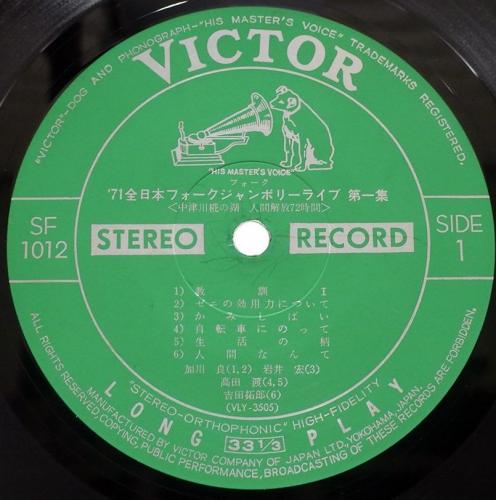 "VICTOR"–DOG AND PHONOGRAPH–"HIS MASTER'S VOICE" TRADEMARKS REGISTERED.
VICTOR
"HIS MASTER'S VOICE"
フォーク
'71全日本フォークジャンボリーライブ 第一集
<中津川椛の湖 人間解放72時間>
SF
1012
STEREO
RECORD
SIDE
1
1) 教訓 I
2) ゼニの効用力について
3) かみしばい
4) 自転車にのって
5) 生活の柄
6) 人間なんて
加川 良(1,2) 岩井 宏(3)
高田 渡(4,5)
吉田拓郎(6)
(VLY-3505)
"STEREO-ORTHOPHONIC" HIGH-FIDELITY
LONG 33 1/3 PLAY
MANUFACTURED BY VICTOR COMPANY OF JAPAN LTD., YOKOHAMA, JAPAN.
ALL RIGHTS RESERVED, COPYING, PUBLIC PERFORMANCE, BROADCASTING OF THESE RECORDS ARE FORBIDDEN.